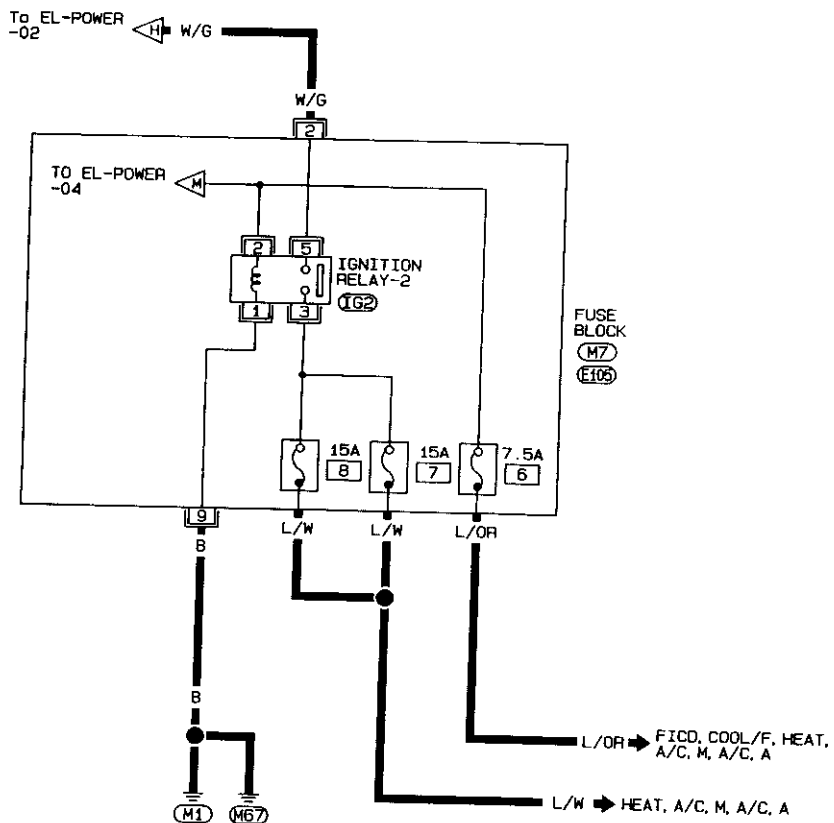 To EL-POWER
-02
H
W/G
W/G
2
TO EL-POWER
-04
M
2
5
IGNITION
RELAY-2
IG2
1
3
FUSE
BLOCK
M7
E105
15A
8
15A
7
7.5A
6
9
L/W
L/W
L/OR
B
B
L/OR
FICD, COOL/F, HEAT,
A/C, M, A/C, A
M1
M67
L/W
HEAT, A/C, M, A/C, A